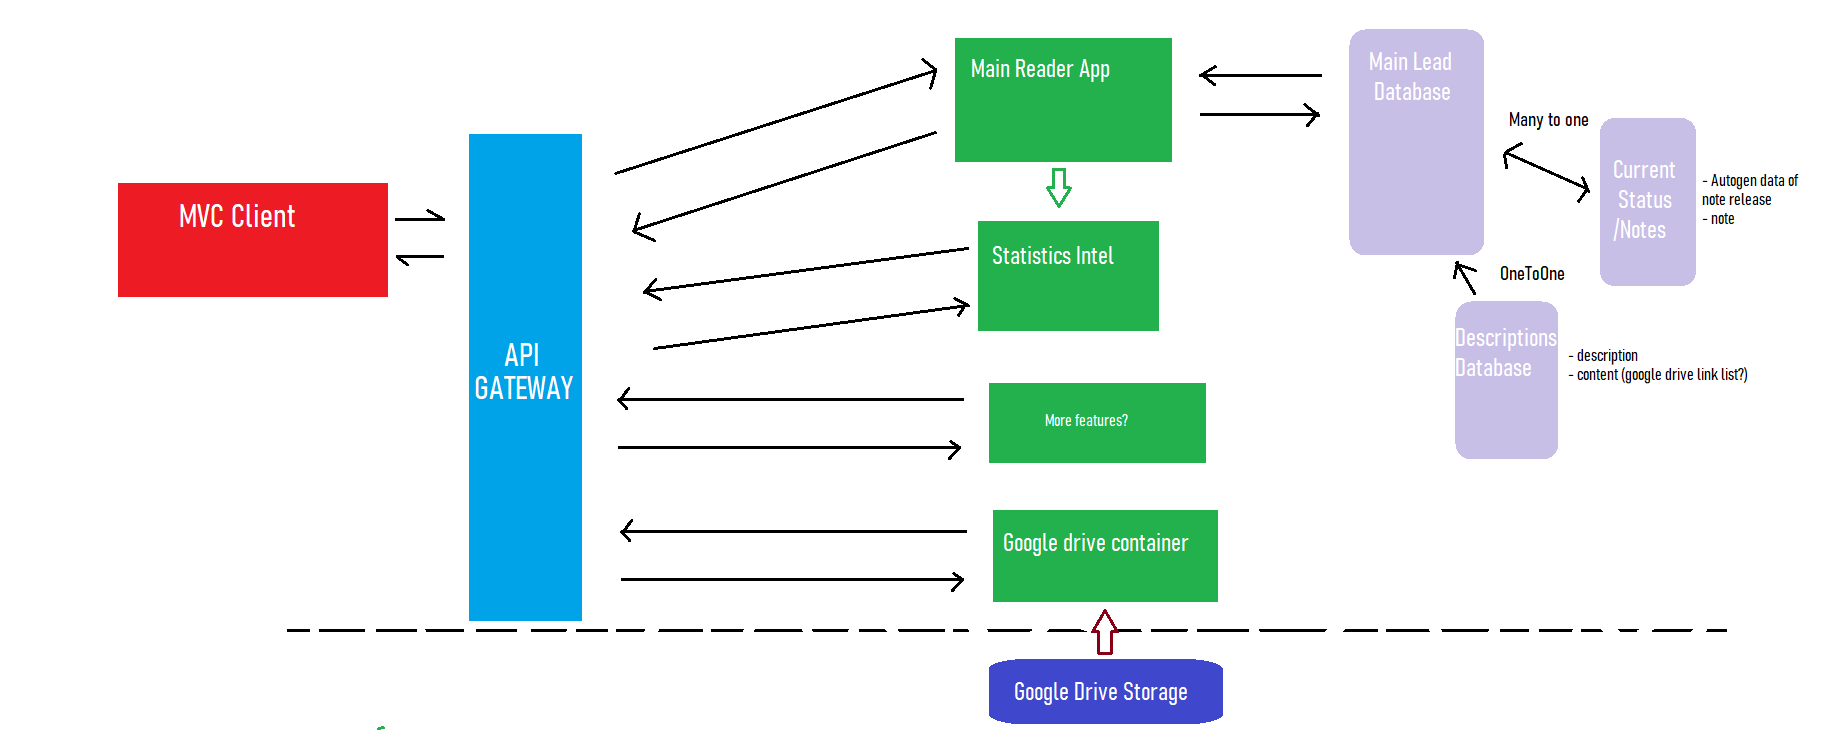 MVC Client
API
GATEWAY
Main Reader App
Statistics Intel
More features?
Google drive container
Google Drive Storage
Main Lead
Database
Many to one
Current
Status
/Notes
- Autogen data of
note release
- note
OneToOne
Descriptions
Database
- description
- content (google drive link list?)